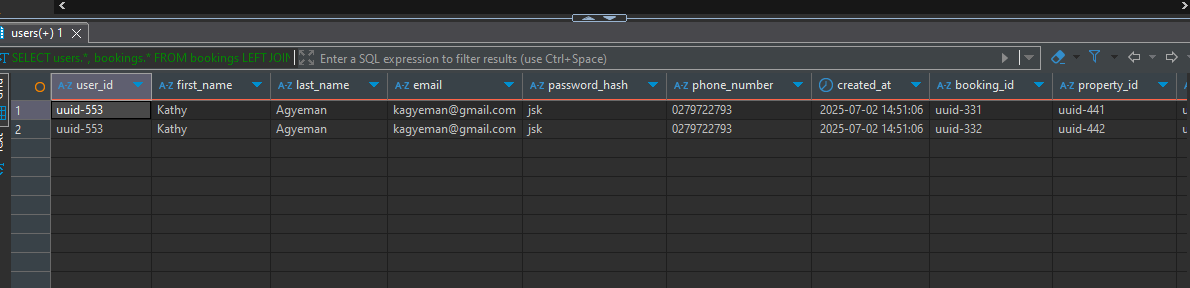 users(+) 1
SELECT users.*, bookings.* FROM bookings LEFT JOIN Enter a SQL expression to filter results (use Ctrl+Space)
A-Z user_id A-Z first_name A-Z last_name A-Z email A-Z password_hash A-Z phone_number created_at A-Z booking_id A-Z property_id
1 uuid-553 Kathy Agyeman kagyeman@gmail.com jsk 0279722793 2025-07-02 14:51:06 uuid-331 uuid-441
2 uuid-553 Kathy Agyeman kagyeman@gmail.com jsk 0279722793 2025-07-02 14:51:06 uuid-332 uuid-442